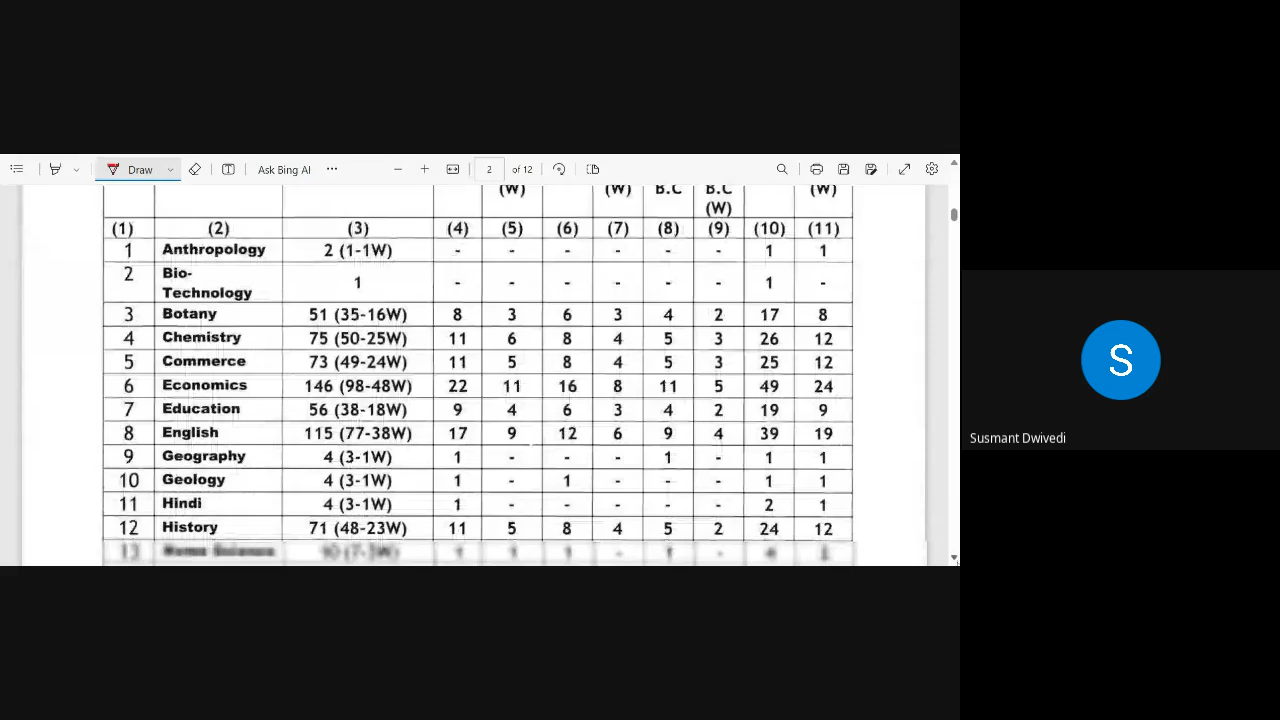 Draw
Ask Bing AI
2 of 12
(W) (W) B.C B.C (W)
(W)
(1) (2) (3) (4) (5) (6) (7) (8) (9) (10) (11)
1 Anthropology 2 (1-1W) - - - - - - 1 1
2 Bio-
Technology 1 - - - - - - 1 -
3 Botany 51 (35-16W) 8 3 6 3 4 2 17 8
4 Chemistry 75 (50-25W) 11 6 8 4 5 3 26 12
5 Commerce 73 (49-24W) 11 5 8 4 5 3 25 12
6 Economics 146 (98-48W) 22 11 16 8 11 5 49 24
7 Education 56 (38-18W) 9 4 6 3 4 2 19 9
8 English 115 (77-38W) 17 9 12 6 9 4 39 19
9 Geography 4 (3-1W) 1 - - - 1 - 1 1
10 Geology 4 (3-1W) 1 - 1 - - - 1 1
11 Hindi 4 (3-1W) 1 - - - - - 2 1
12 History 71 (48-23W) 11 5 8 4 5 2 24 12
13
S
Susmant Dwivedi